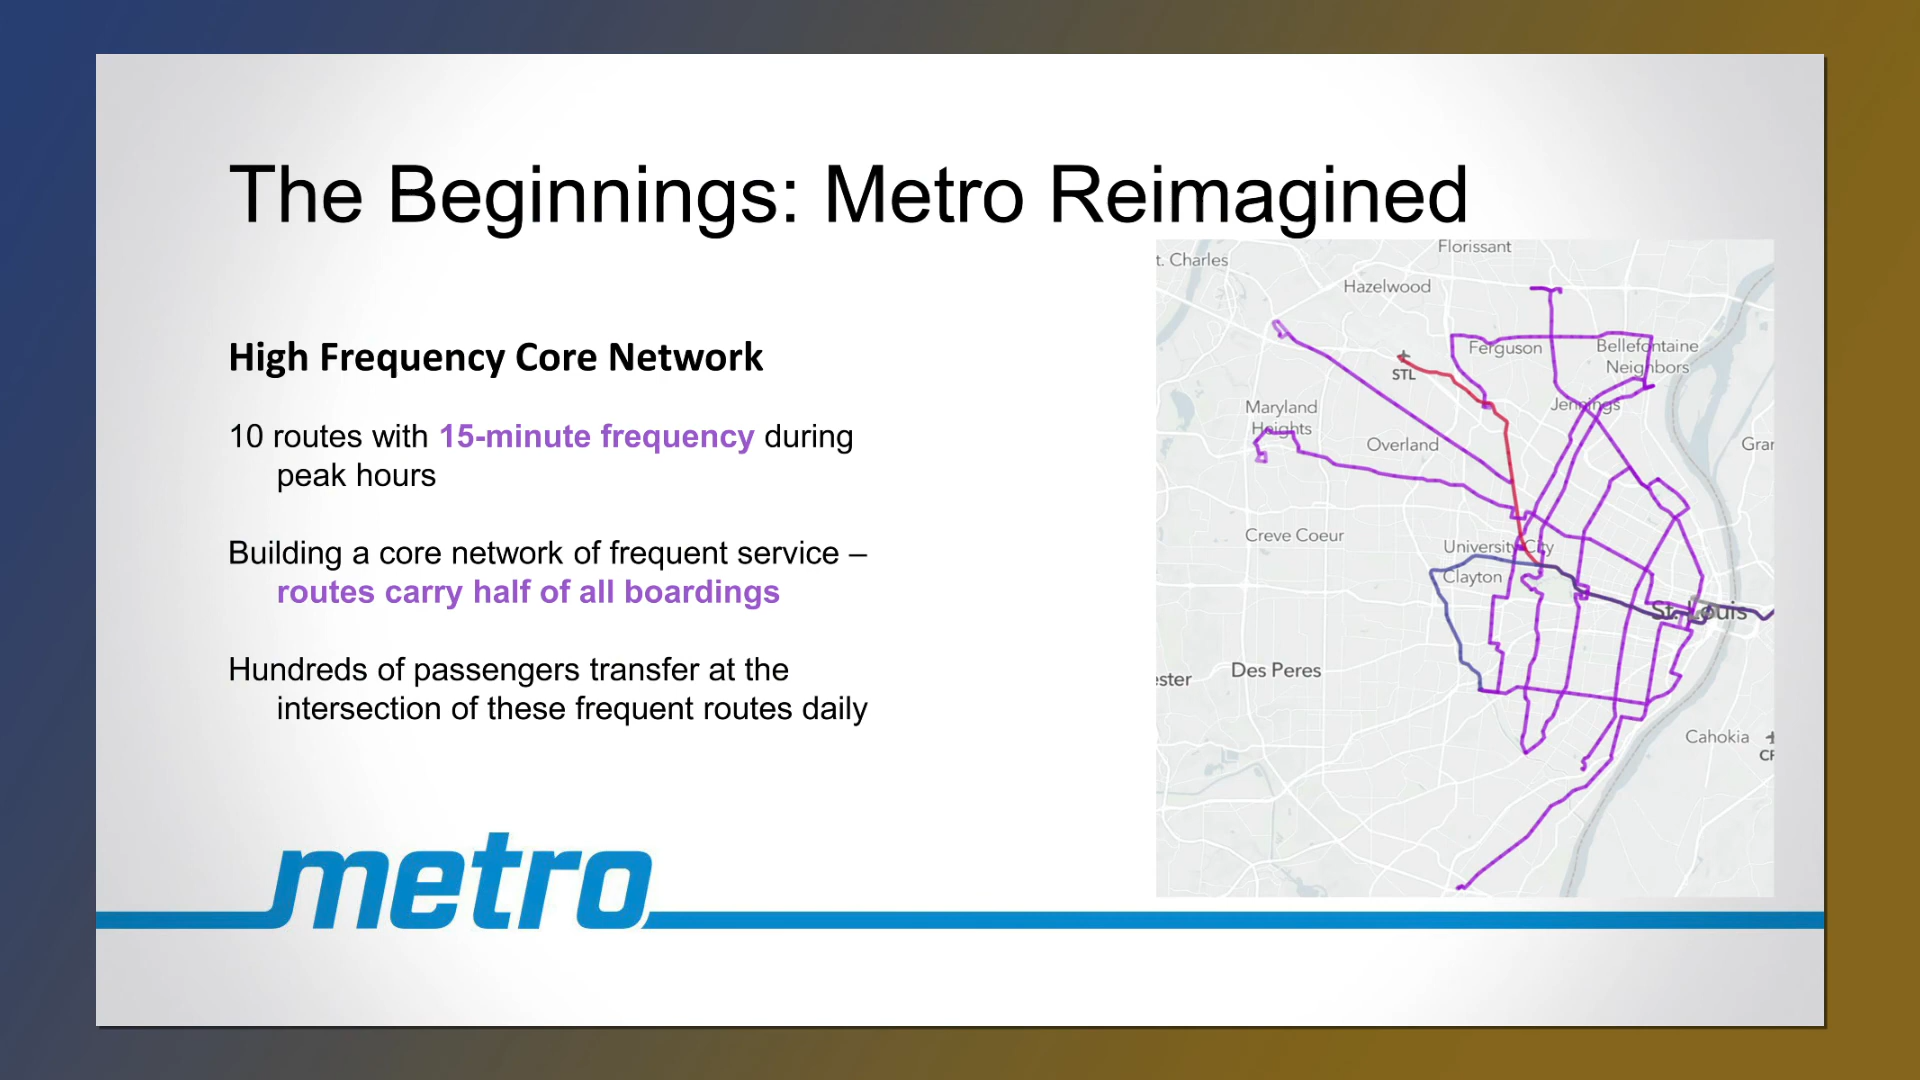 The Beginnings: Metro Reimagined
High Frequency Core Network
10 routes with 15-minute frequency during
peak hours
Building a core network of frequent service –
routes carry half of all boardings
Hundreds of passengers transfer at the
intersection of these frequent routes daily
Florissant
t. Charles
Hazelwood
Ferguson
Bellefontaine
Neighbors
STL
Maryland
Heights
Jennings
Overland
Gran
Creve Coeur
University City
Clayton
St. Louis
Des Peres
ester
Cahokia
CP
metro